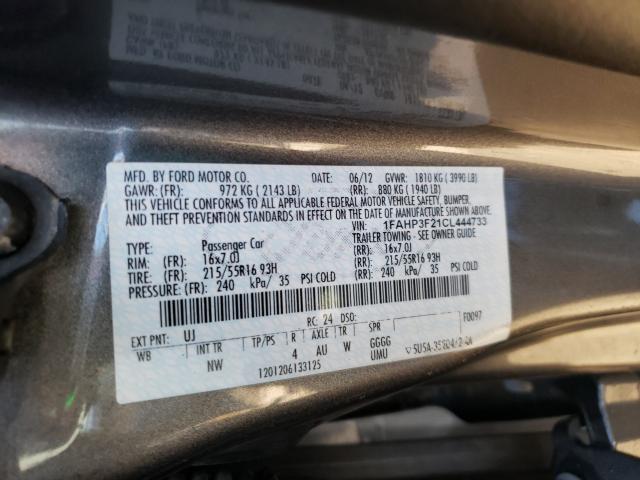 MFD. BY FORD MOTOR CO. DATE: 06/12 GVWR: 1810 KG ( 3990 LB)
GAWR: (FR): 972 KG ( 2143 LB) (RR): 880 KG ( 1940 LB)
THIS VEHICLE CONFORMS TO ALL APPLICABLE FEDERAL MOTOR VEHICLE SAFETY, BUMPER,
AND THEFT PREVENTION STANDARDS IN EFFECT ON THE DATE OF MANUFACTURE SHOWN ABOVE.
VIN: 1FAHP3F21CL444733
TYPE: Passenger Car TRAILER TOWING - SEE OWNER GUIDE
RIM: (FR): 16x7.0J (RR): 16x7.0J
TIRE: (FR): 215/55R16 93H (RR): 215/55R16 93H
PRESSURE: (FR): 240 kPa/ 35 PSI COLD (RR): 240 kPa/ 35 PSI COLD
RC: 24 DSO: F0097
EXT PNT: UJ
WB INT TR TP/PS R AXLE TR SPR
NW 4 AU W GGGG
UMU
1201206133125